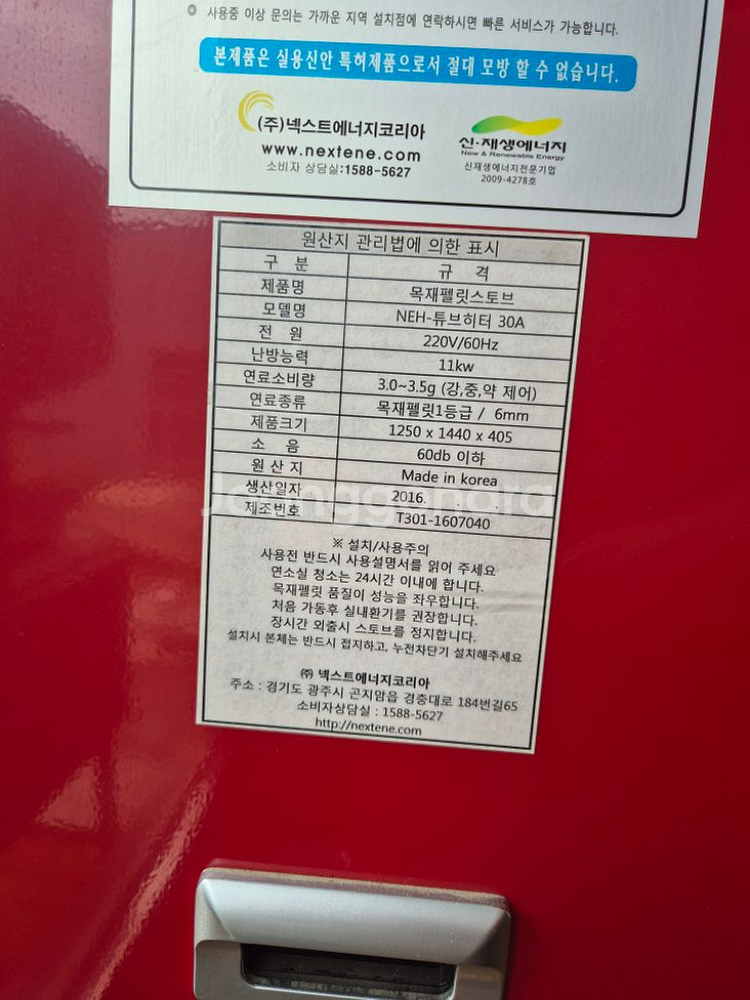 사용중 이상 문의는 가까운 지역 설치점에 연락하시면 빠른 서비스가 가능합니다.
본제품은 실용신안 특허제품으로서 절대 모방 할 수 없습니다.
(주)넥스트에너지코리아
www.nextene.com
소비자 상담실:1588-5627
신·재생에너지
New & Renewable Energy
신재생에너지전문기업
2009-4278호
원산지 관리법에 의한 표시
구 분 규 격
제품명 목재펠릿스토브
모델명 NEH-튜브히터 30A
전 원 220V/60Hz
난방능력 11kw
연료소비량 3.0~3.5g (강,중,약 제어)
연료종류 목재펠릿1등급 / 6mm
제품크기 1250 x 1440 x 405
소 음 60db 이하
원 산 지 Made in korea
생산일자 2016.
제조번호 T301-1607040
※ 설치/사용주의
사용전 반드시 사용설명서를 읽어 주세요
연소실 청소는 24시간 이내에 합니다.
목재펠릿 품질이 성능을 좌우합니다.
처음 가동후 실내환기를 권장합니다.
장시간 외출시 스토브를 정지합니다.
설치시 본체는 반드시 접지하고, 누전차단기 설치해주세요
㈜ 넥스트에너지코리아
주소 : 경기도 광주시 곤지암읍 경충대로 184번길65
소비자상담실 : 1588-5627
http://nextene.com